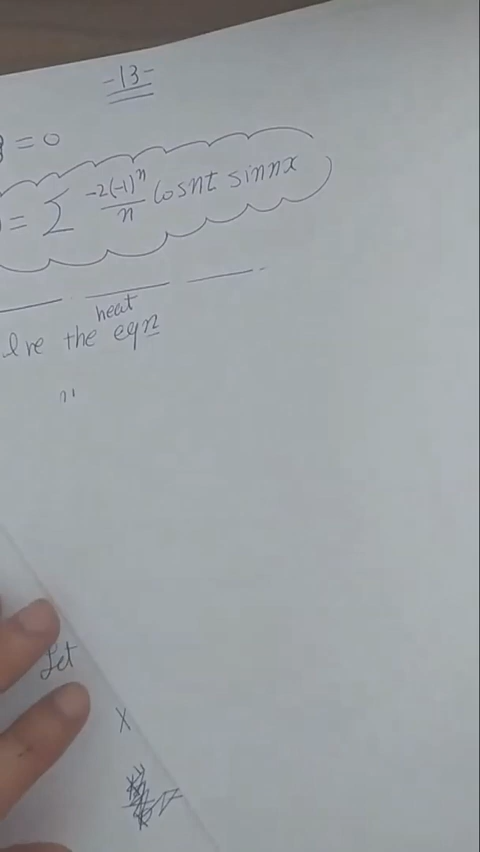 -13-
= 0
= Σ -2(-1)^n/n Cosnt sinnx
heat
lve the eqn
Let
X